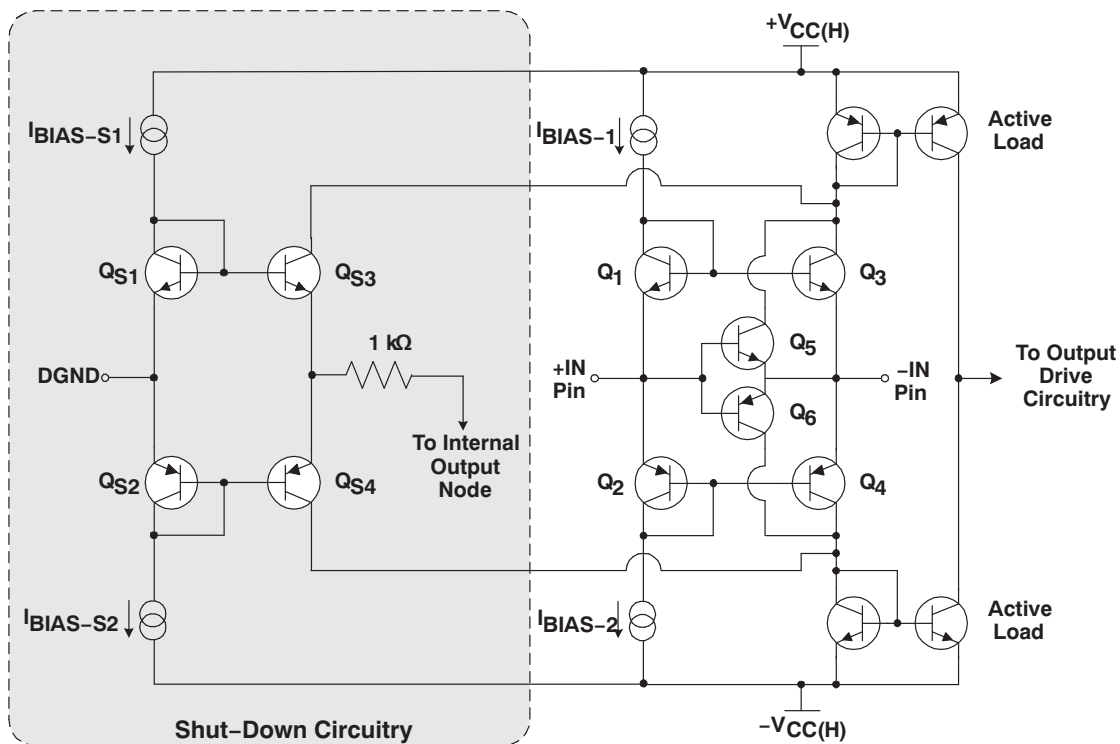 +VCC(H)
IBIAS−S1
IBIAS−1
Active
Load
QS1
QS3
Q1
Q3
1 kΩ
Q5
DGND
+IN
Pin
−IN
Pin
To Output
Drive
Circuitry
Q6
To Internal
Output
Node
QS2
QS4
Q2
Q4
IBIAS−S2
IBIAS−2
Active
Load
Shut−Down Circuitry
−VCC(H)